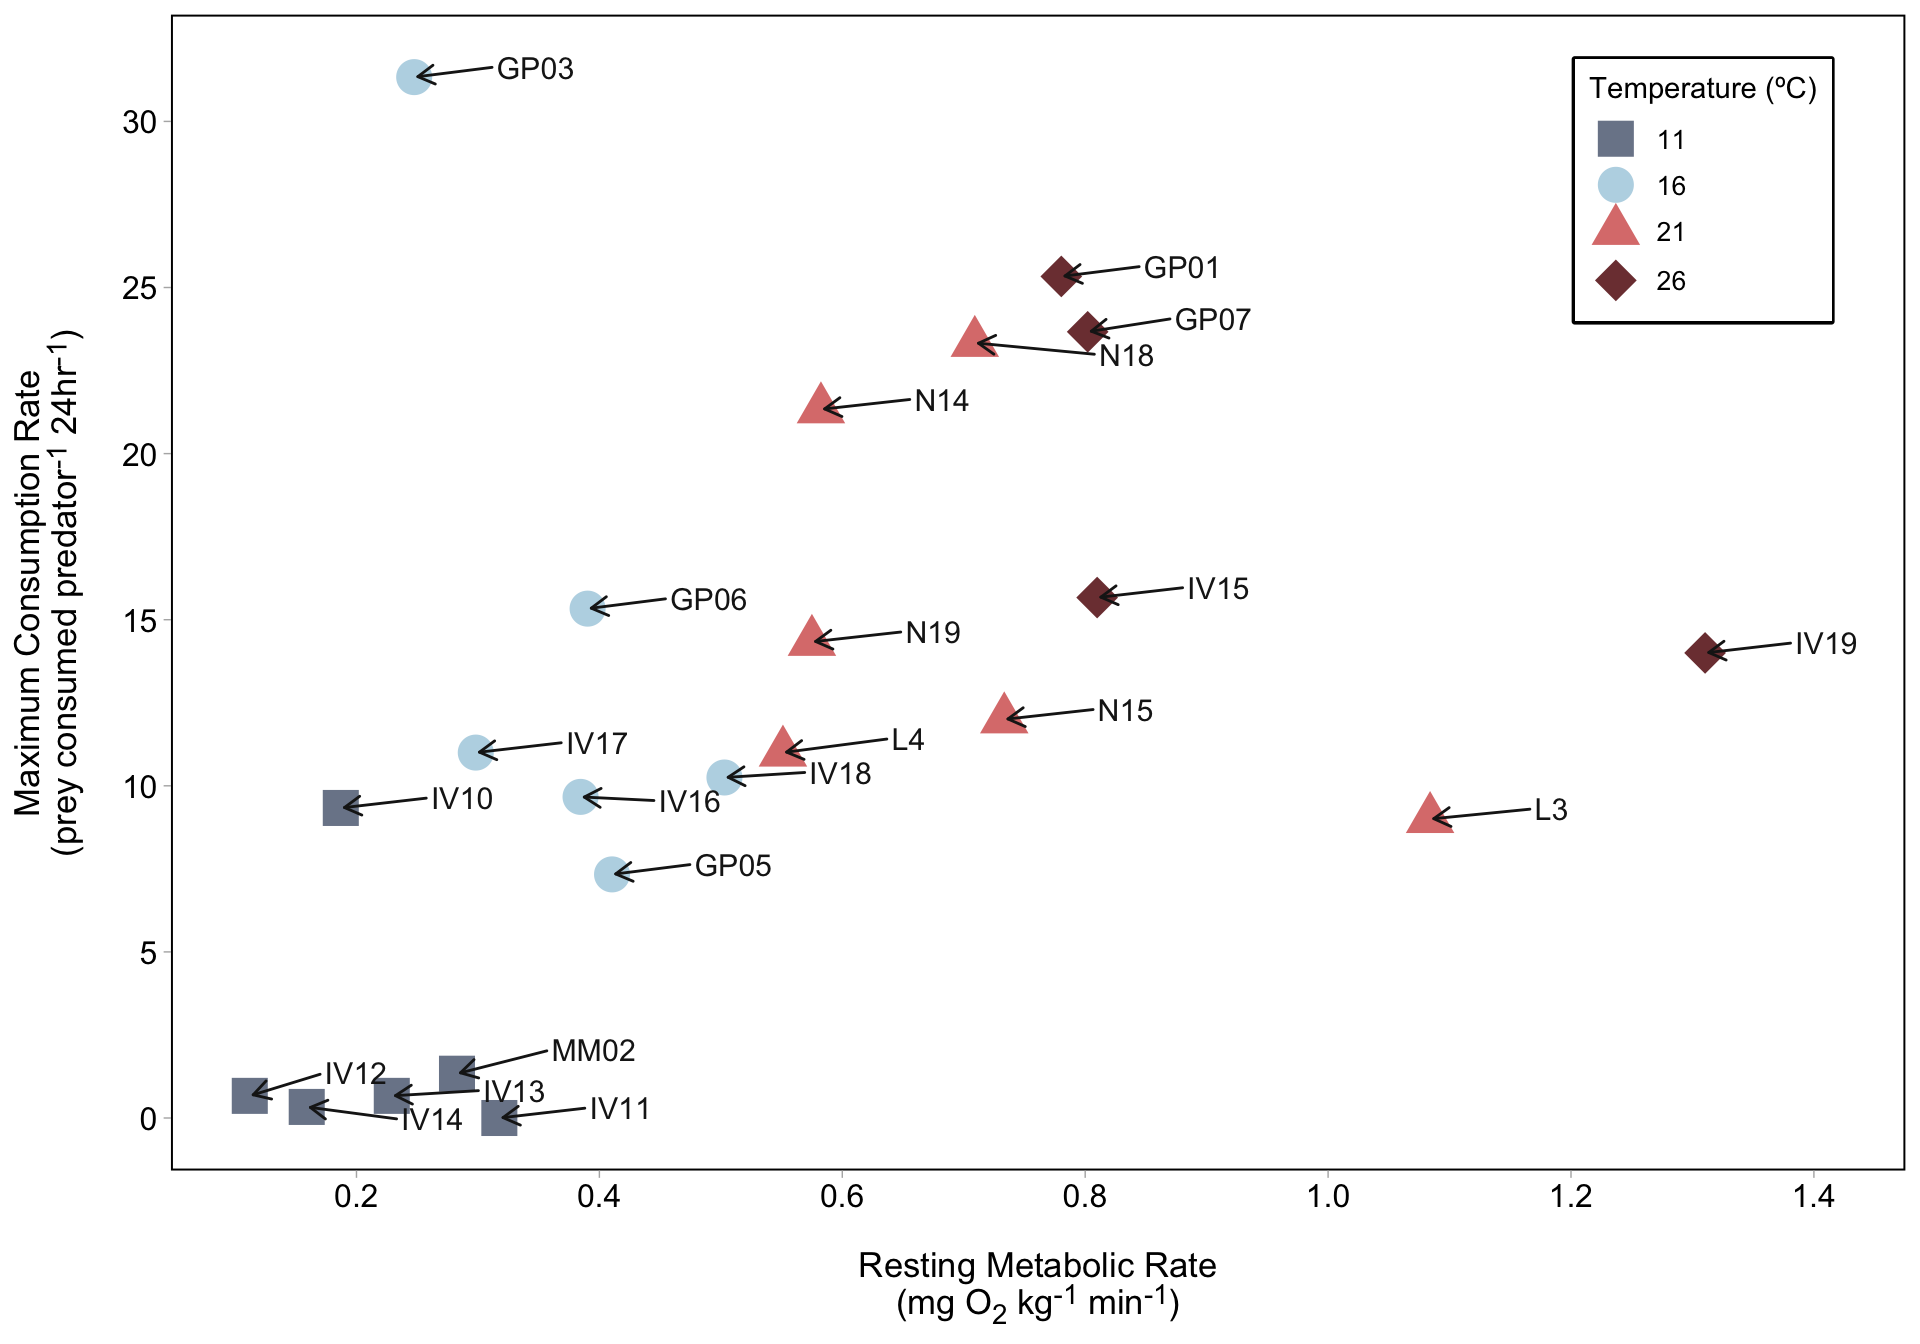 GP03
Temperature (ºC)
11
16
21
26
30
25
20
15
10
5
0
GP01
GP07
N18
N14
GP06
N19
IV15
IV19
N15
L4
IV17
IV18
IV16
IV10
L3
GP05
MM02
IV12
IV13
IV14
IV11
Maximum Consumption Rate
(prey consumed predator⁻¹ 24hr⁻¹)
0.2
0.4
0.6
0.8
1.0
1.2
1.4
Resting Metabolic Rate
(mg O₂ kg⁻¹ min⁻¹)